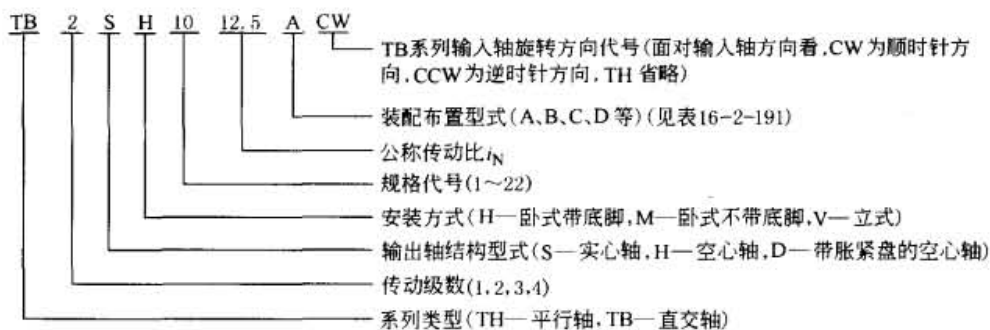 TB 2 S H 10 12.5 A CW
TB系列输入轴旋转方向代号(面对输入轴方向看,CW为顺时针方
向,CCW为逆时针方向,TH 省略)
装配布置型式(A、B、C、D 等)(见表16-2-191)
公称传动比iN
规格代号(1～22)
安装方式(H—卧式带底脚,M—卧式不带底脚,V—立式)
输出轴结构型式(S—实心轴,H—空心轴,D—带胀紧盘的空心轴)
传动级数(1,2,3,4)
系列类型(TH—平行轴,TB—直交轴)